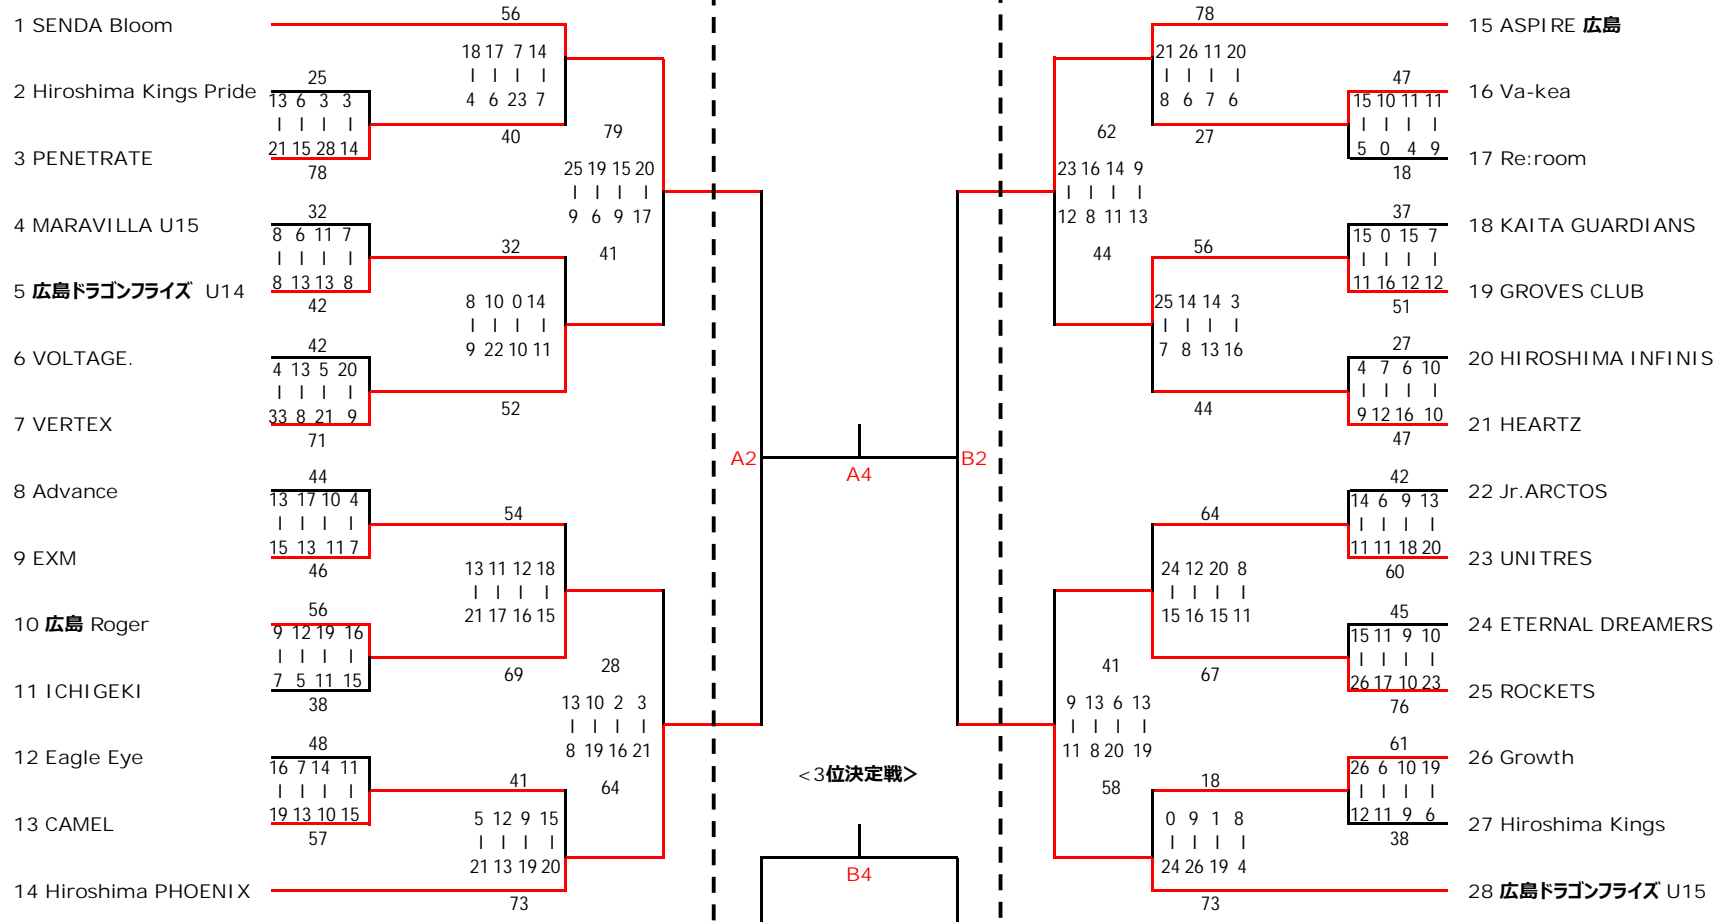 56
1 SENDA Bloom
18 17 7 14
4 6 23 7
25
2 Hiroshima Kings Pride
13 6 3 3
21 15 28 14
40
3 PENETRATE
78
79
25 19 15 20
9 6 9 17
41
32
4 MARAVILLA U15
8 6 11 7
8 13 13 8
32
5 広島ドラゴンフライズ U14
42
8 10 0 14
9 22 10 11
42
6 VOLTAGE.
4 13 5 20
33 8 21 9
52
7 VERTEX
71
44
8 Advance
13 17 10 4
15 13 11 7
54
9 EXM
46
13 11 12 18
21 17 16 15
56
10 広島 Roger
9 12 19 16
7 5 11 15
69
11 ICHIGEKI
38
28
13 10 2 3
8 19 16 21
64
48
12 Eagle Eye
16 7 14 11
19 13 10 15
41
13 CAMEL
57
5 12 9 15
21 13 19 20
14 Hiroshima PHOENIX
73
A2
A4
B2
<3位決定戦>
B4
78
15 ASPIRE 広島
21 26 11 20
8 6 7 6
47
16 Va-kea
15 10 11 11
5 0 4 9
27
17 Re:room
18
62
23 16 14 9
12 8 11 13
44
37
18 KAITA GUARDIANS
15 0 15 7
11 16 12 12
56
19 GROVES CLUB
51
25 14 14 3
7 8 13 16
27
20 HIROSHIMA INFINIS
4 7 6 10
9 12 16 10
44
21 HEARTZ
47
42
22 Jr.ARCTOS
14 6 9 13
11 11 18 20
64
23 UNITRES
60
24 12 20 8
15 16 15 11
45
24 ETERNAL DREAMERS
15 11 9 10
26 17 10 23
67
25 ROCKETS
76
41
9 13 6 13
11 8 20 19
58
61
26 Growth
26 6 10 19
12 11 9 6
18
27 Hiroshima Kings
38
0 9 1 8
24 26 19 4
28 広島ドラゴンフライズ U15
73